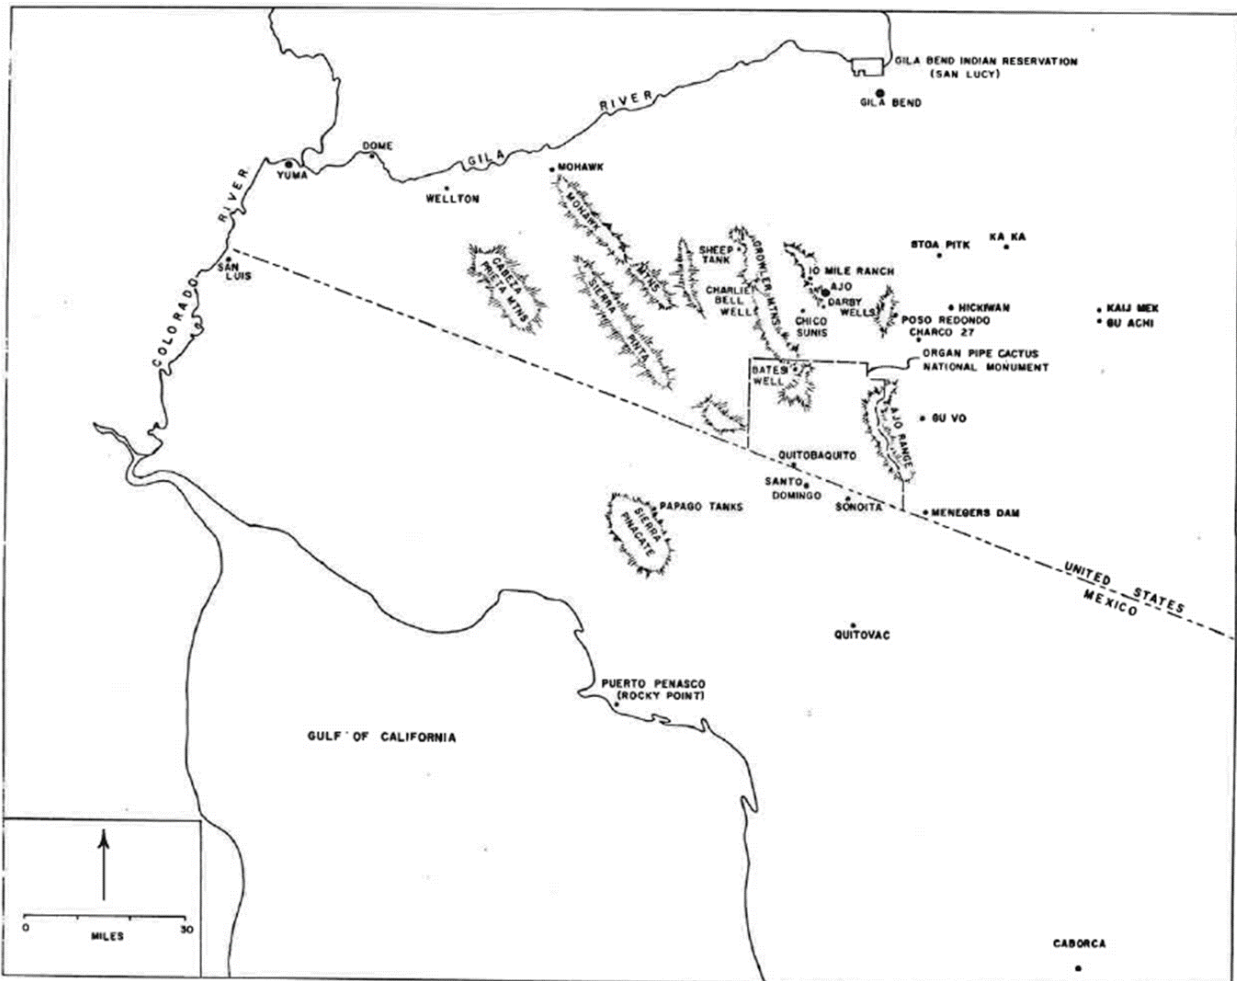 GILA BEND INDIAN RESERVATION
(SAN LUCY)
GILA BEND
RIVER
GILA
DOME
YUMA
MOHAWK
WELLTON
RIVER
COLORADO
SAN
LUIS
MOHAWK
MTNS
CABEZA
PRIETA MTNS
SIERRA
PINTA
SHEEP
TANK
GROWLER MTNS
CHARLIE
BELL
WELL
10 MILE RANCH
AJO
DARBY
WELLS
CHICO
SUNIS
STOA PITK
KA KA
HICKIWAN
POSO REDONDO
CHARCO 27
KAIJ MEK
GU ACHI
ORGAN PIPE CACTUS
NATIONAL MONUMENT
BATES
WELL
AJO RANGE
GU VO
QUITOBAQUITO
SANTO
DOMINGO
SONOITA
MENEGERS DAM
PAPAGO TANKS
SIERRA
PINACATE
UNITED STATES
MEXICO
QUITOVAC
PUERTO PENASCO
(ROCKY POINT)
GULF OF CALIFORNIA
0 30
MILES
CABORCA